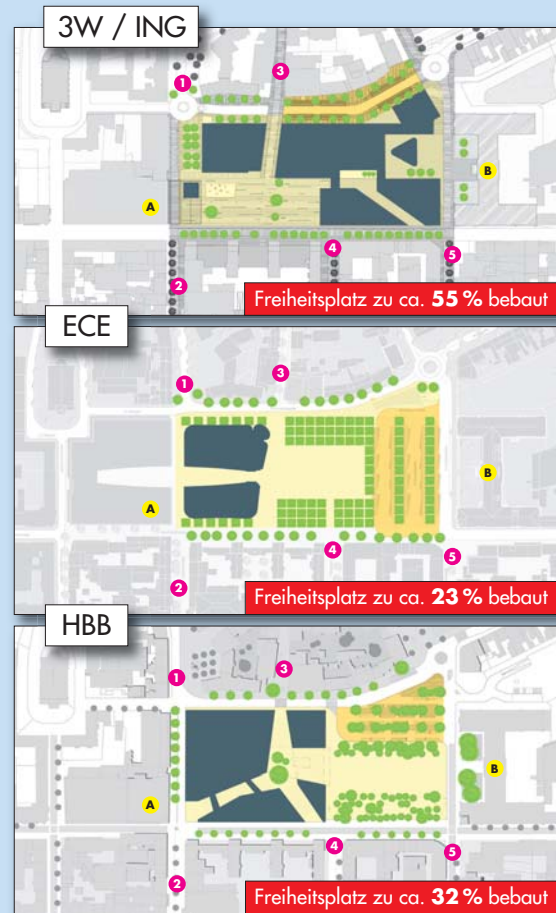 3W / ING
1
3
A
B
4
2
5
Freiheitsplatz zu ca. 55 % bebaut
ECE
1
3
A
B
4
5
2
Freiheitsplatz zu ca. 23 % bebaut
HBB
1
3
B
A
4
5
2
Freiheitsplatz zu ca. 32 % bebaut